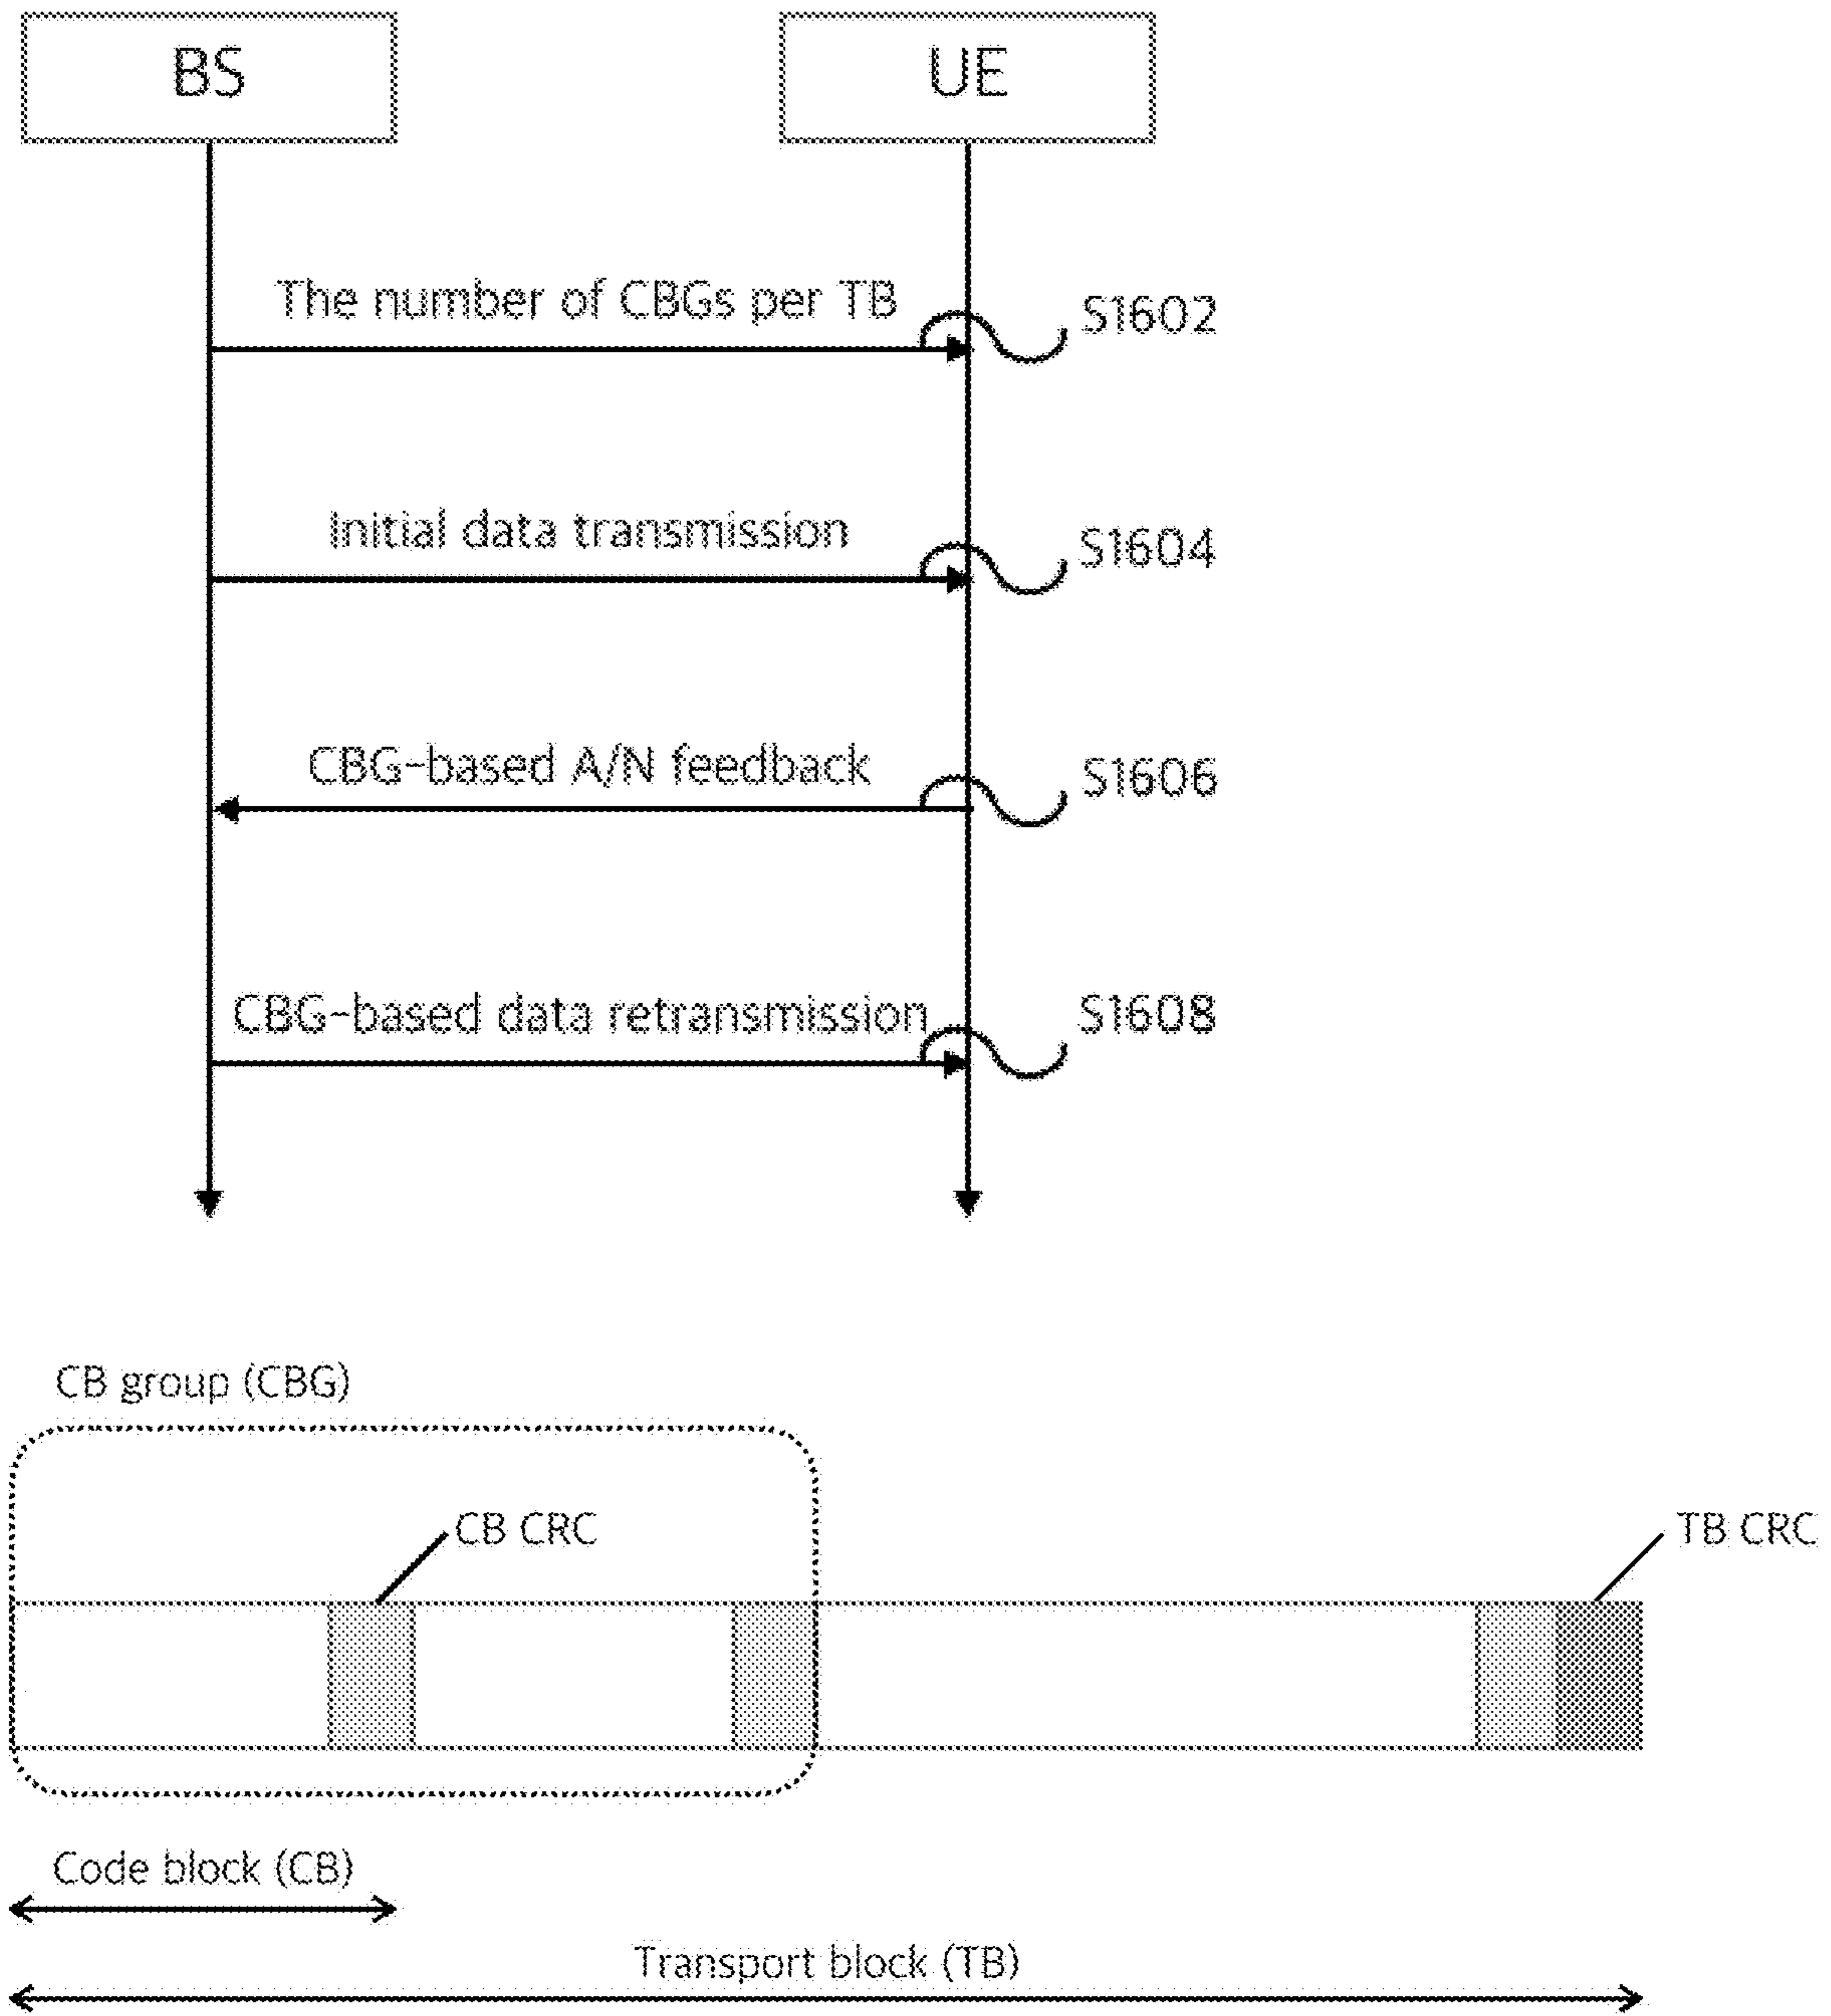 BS
UE
The number of CBGs per TB
S1602
Initial data transmission
S1604
CBG-based A/N feedback
S1606
CBG-based data retransmission
S1608
CB group (CBG)
CB CRC
TB CRC
Code block (CB)
Transport block (TB)